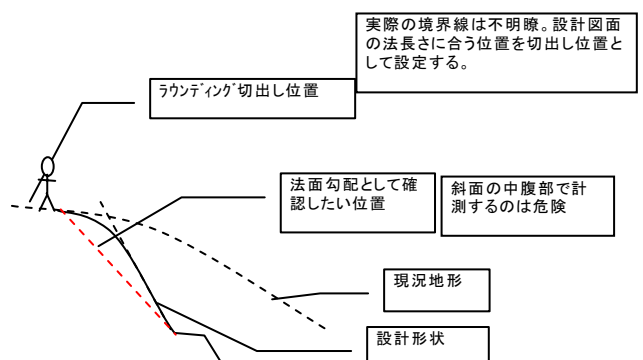 実際の境界線は不明瞭。設計図面
の法長さに合う位置を切出し位置
として設定する。
ﾗｳﾝﾃﾞｨﾝｸﾞ切出し位置
法面勾配として確
認したい位置
斜面の中腹部で計
測するのは危険
現況地形
設計形状